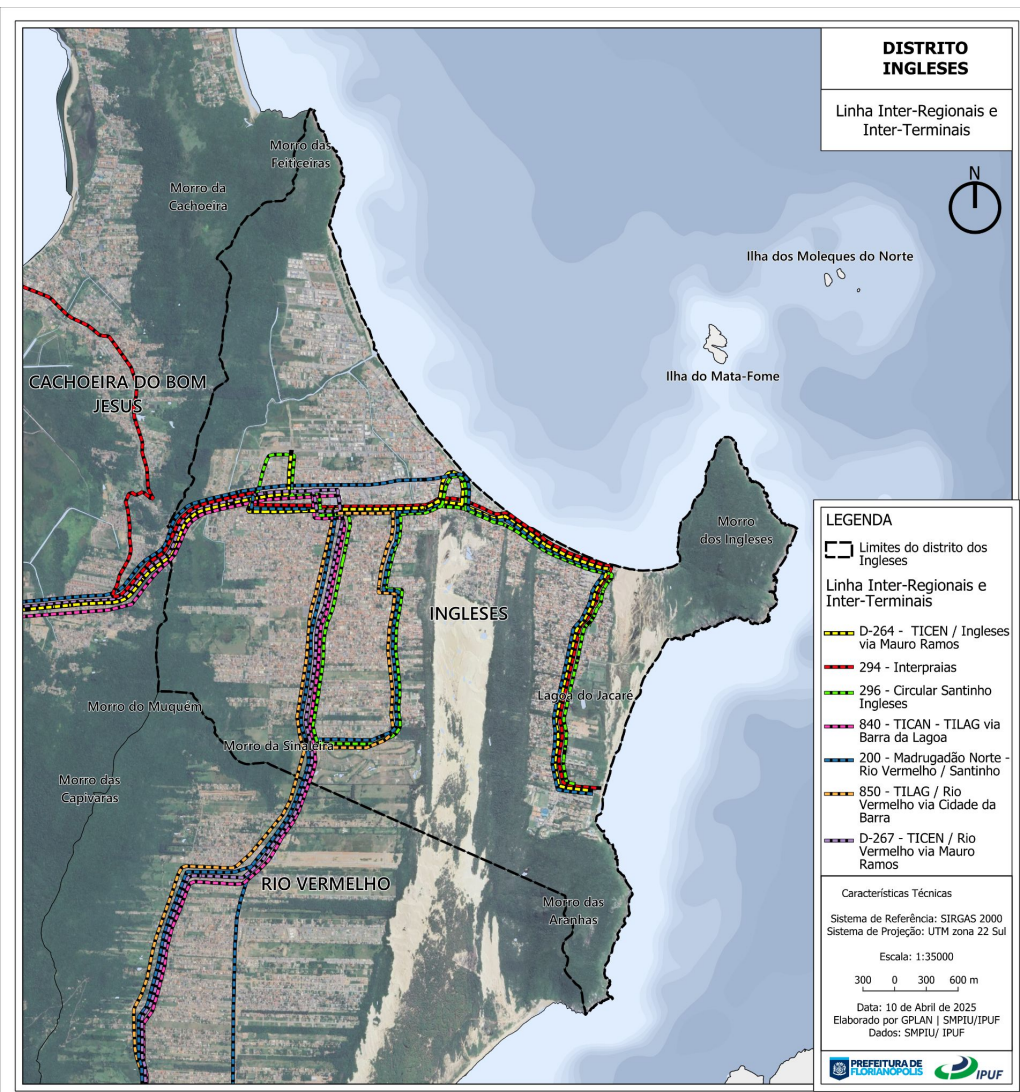 DISTRITO
INGLESES
Linha Inter-Regionais e
Inter-Terminais
N
Morro das
Feiticeiras
Morro da
Cachoeira
Ilha dos Moleques do Norte
Ilha do Mata-Fome
CACHOEIRA DO BOM
JESUS
Morro
dos Ingleses
INGLESES
Lagoa do Jacaré
Morro do Muquém
Morro da Sinaleira
Morro das
Capivaras
RIO VERMELHO
Morro das
Aranhas
LEGENDA
Limites do distrito dos
Ingleses
Linha Inter-Regionais e
Inter-Terminais
D-264 - TICEN / Ingleses
via Mauro Ramos
294 - Interpraias
296 - Circular Santinho
Ingleses
840 - TICAN - TILAG via
Barra da Lagoa
200 - Madrugadão Norte -
Rio Vermelho / Santinho
850 - TILAG / Rio
Vermelho via Cidade da
Barra
D-267 - TICEN / Rio
Vermelho via Mauro
Ramos
Características Técnicas
Sistema de Referência: SIRGAS 2000
Sistema de Projeção: UTM zona 22 Sul
Escala: 1:35000
300 0 300 600 m
Data: 10 de Abril de 2025
Elaborado por GPLAN | SMPIU/IPUF
Dados: SMPIU/ IPUF
PREFEITURA DE
FLORIANÓPOLIS
IPUF